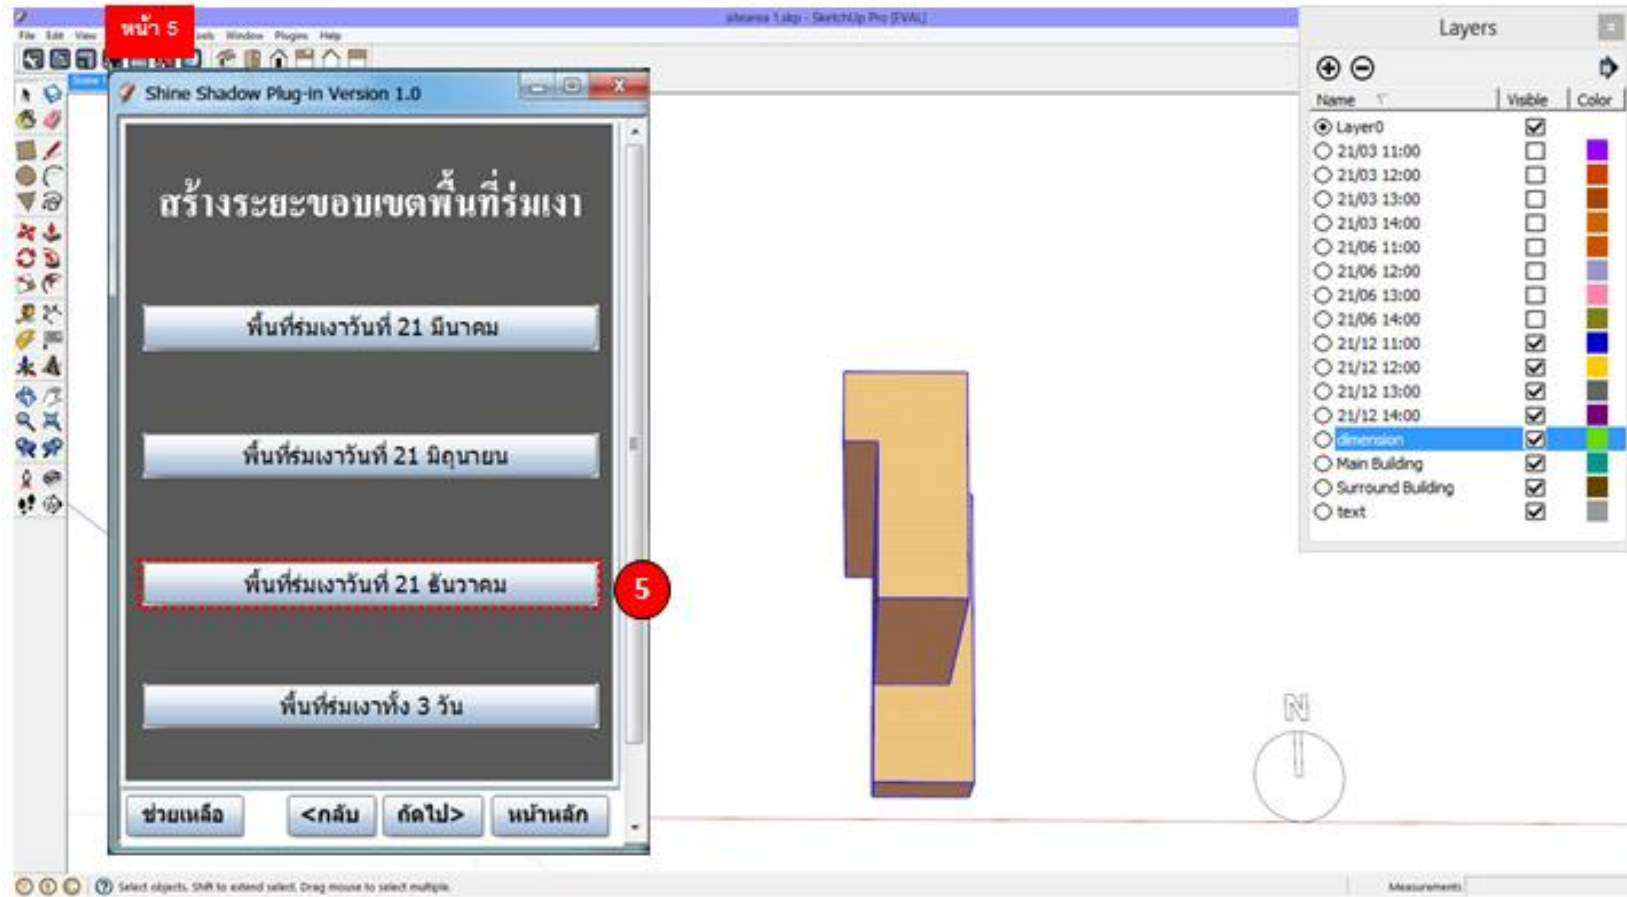 sitearea 1.skp - SketchUp Pro [EVAL]
หน้า 5
File Edit View Tools Window Plugins Help
Shine Shadow Plug-in Version 1.0
สร้างระยะขอบเขตพื้นที่ร่มเงา
พื้นที่ร่มเงาวันที่ 21 มีนาคม
พื้นที่ร่มเงาวันที่ 21 มิถุนายน
พื้นที่ร่มเงาวันที่ 21 ธันวาคม
5
พื้นที่ร่มเงาทั้ง 3 วัน
ช่วยเหลือ <กลับ ถัดไป> หน้าหลัก
Layers
Name Visible Color
Layer0
21/03 11:00
21/03 12:00
21/03 13:00
21/03 14:00
21/06 11:00
21/06 12:00
21/06 13:00
21/06 14:00
21/12 11:00
21/12 12:00
21/12 13:00
21/12 14:00
dimension
Main Building
Surround Building
text
N
Select objects. Shift to extend select. Drag mouse to select multiple.
Measurements